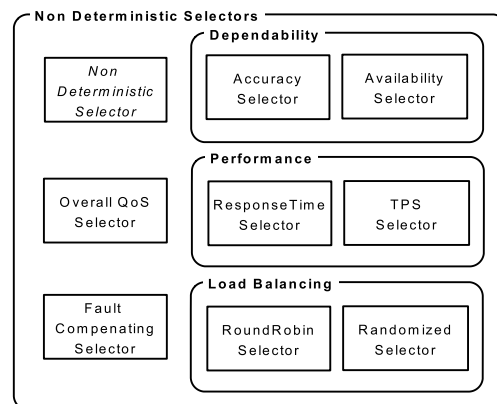 Non Deterministic Selectors
Dependability
Non
Deterministic
Selector
Accuracy
Selector
Availability
Selector
Performance
Overall QoS
Selector
ResponseTime
Selector
TPS
Selector
Load Balancing
Fault
Compenating
Selector
RoundRobin
Selector
Randomized
Selector